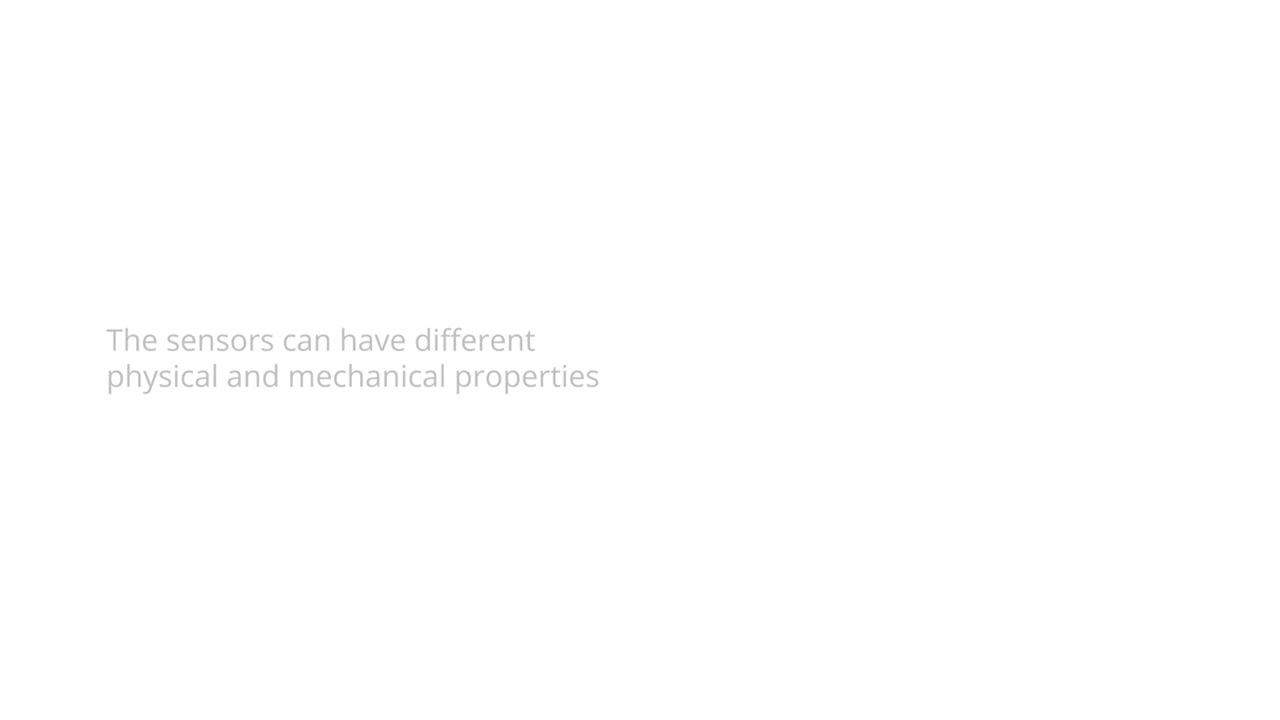 The sensors can have different
physical and mechanical properties